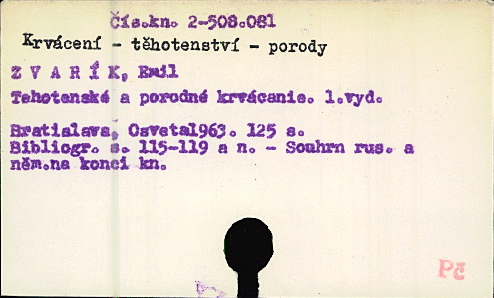 Čís.kn. 2-508.081
Krvácení - těhotenství - porody
Z V A R Í K, Emil
Tehotenské a porodné krvácanie. 1.vyd.
Bratislava, Osveta1963. 125 s.
Bibliogr. s. 115-119 a n. - Souhrn rus. a
něm.na konci kn.
Pč